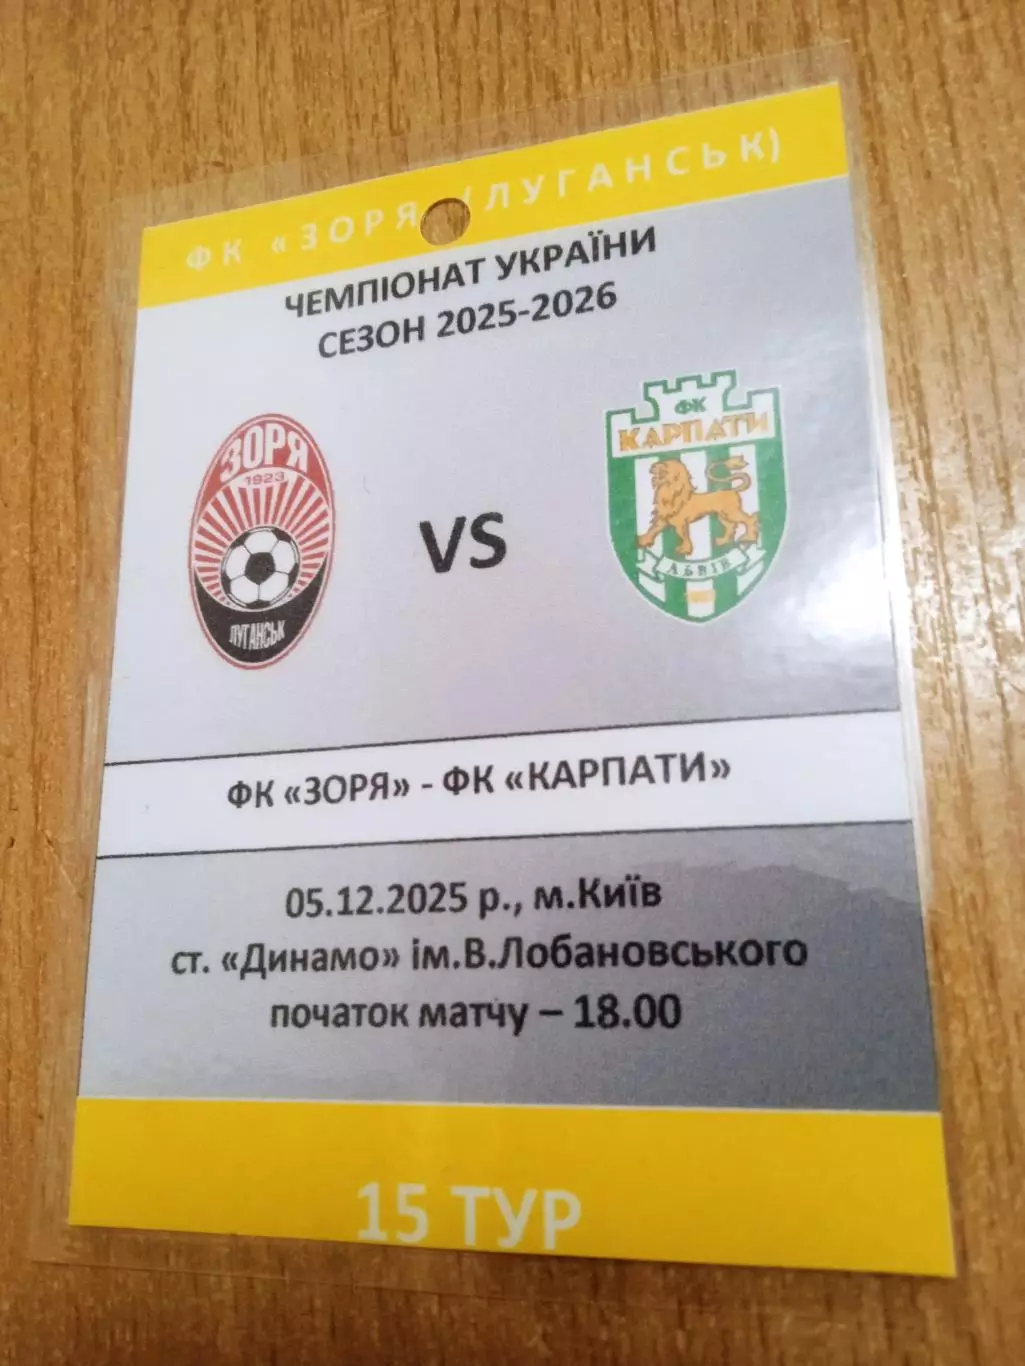 ФК «ЗОРЯ (ЛУГАНСЬК)
ЧЕМПІОНАТ УКРАЇНИ
СЕЗОН 2025-2026
ЗОРЯ
1923
ЛУГАНСЬК
VS
ФК
КАРПАТИ
ЛЬВІВ
ФК «ЗОРЯ» - ФК «КАРПАТИ»
05.12.2025 р., м.Київ
ст. «Динамо» ім.В.Лобановського
початок матчу – 18.00
15 ТУР